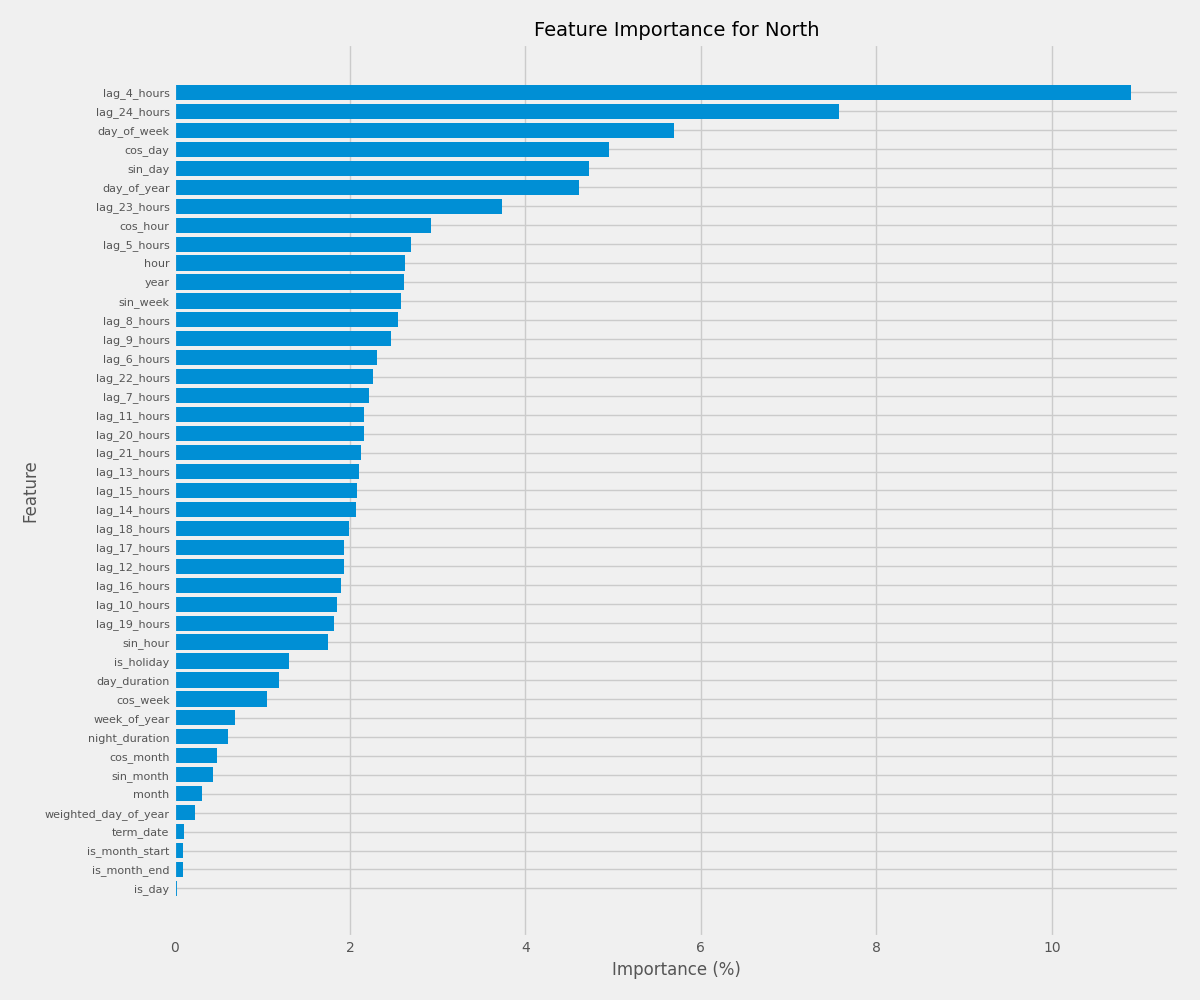 Feature Importance for North
lag_4_hours
lag_24_hours
day_of_week
cos_day
sin_day
day_of_year
lag_23_hours
cos_hour
lag_5_hours
hour
year
sin_week
lag_8_hours
lag_9_hours
lag_6_hours
lag_22_hours
lag_7_hours
lag_11_hours
lag_20_hours
lag_21_hours
lag_13_hours
lag_15_hours
lag_14_hours
lag_18_hours
lag_17_hours
lag_12_hours
lag_16_hours
lag_10_hours
lag_19_hours
sin_hour
is_holiday
day_duration
cos_week
week_of_year
night_duration
cos_month
sin_month
month
weighted_day_of_year
term_date
is_month_start
is_month_end
is_day
Feature
0 2 4 6 8 10
Importance (%)